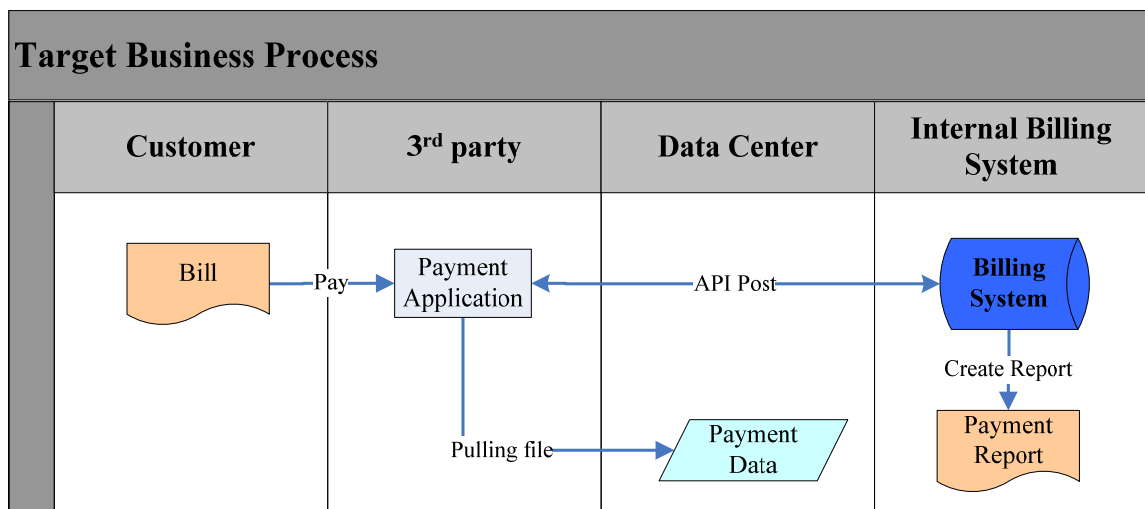 Target Business Process
Customer
3rd party
Data Center
Internal Billing
System
Bill
Pay
Payment
Application
API Post
Billing
System
Create Report
Pulling file
Payment
Data
Payment
Report